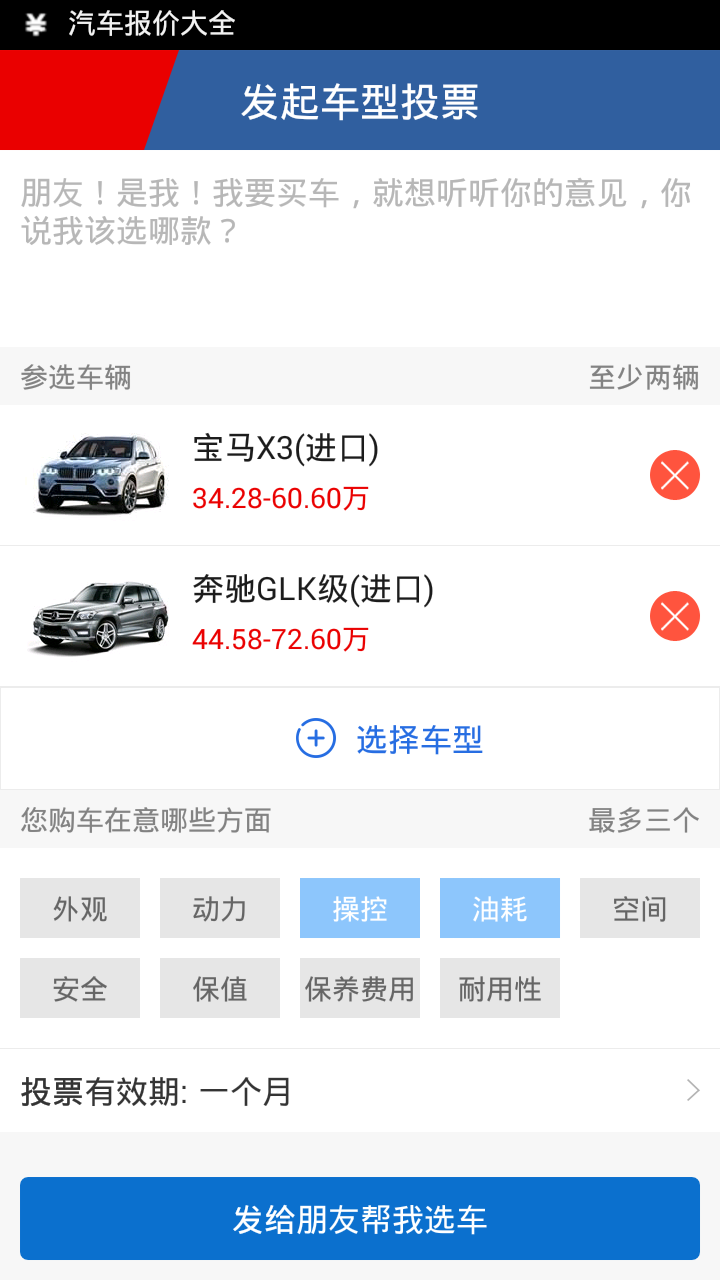 ¥ 汽车报价大全
发起车型投票
朋友！是我！我要买车，就想听听你的意见，你
说我该选哪款？
参选车辆 至少两辆
宝马X3(进口)
34.28-60.60万
奔驰GLK级(进口)
44.58-72.60万
选择车型
您购车在意哪些方面 最多三个
外观 动力 操控 油耗 空间
安全 保值 保养费用 耐用性
投票有效期: 一个月
发给朋友帮我选车